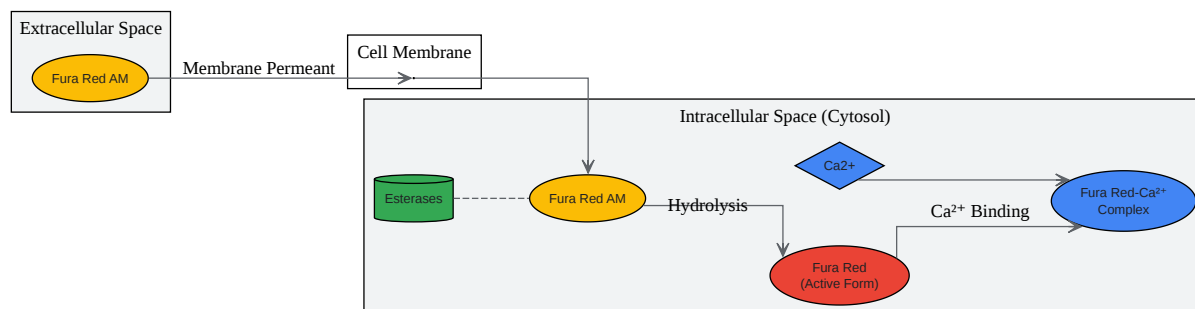 Extracellular Space
Fura Red AM
Membrane Permeant
Cell Membrane
Intracellular Space (Cytosol)
Esterases
Fura Red AM
Hydrolysis
Ca2+
Fura Red
(Active Form)
Ca²⁺ Binding
Fura Red-Ca²⁺
Complex